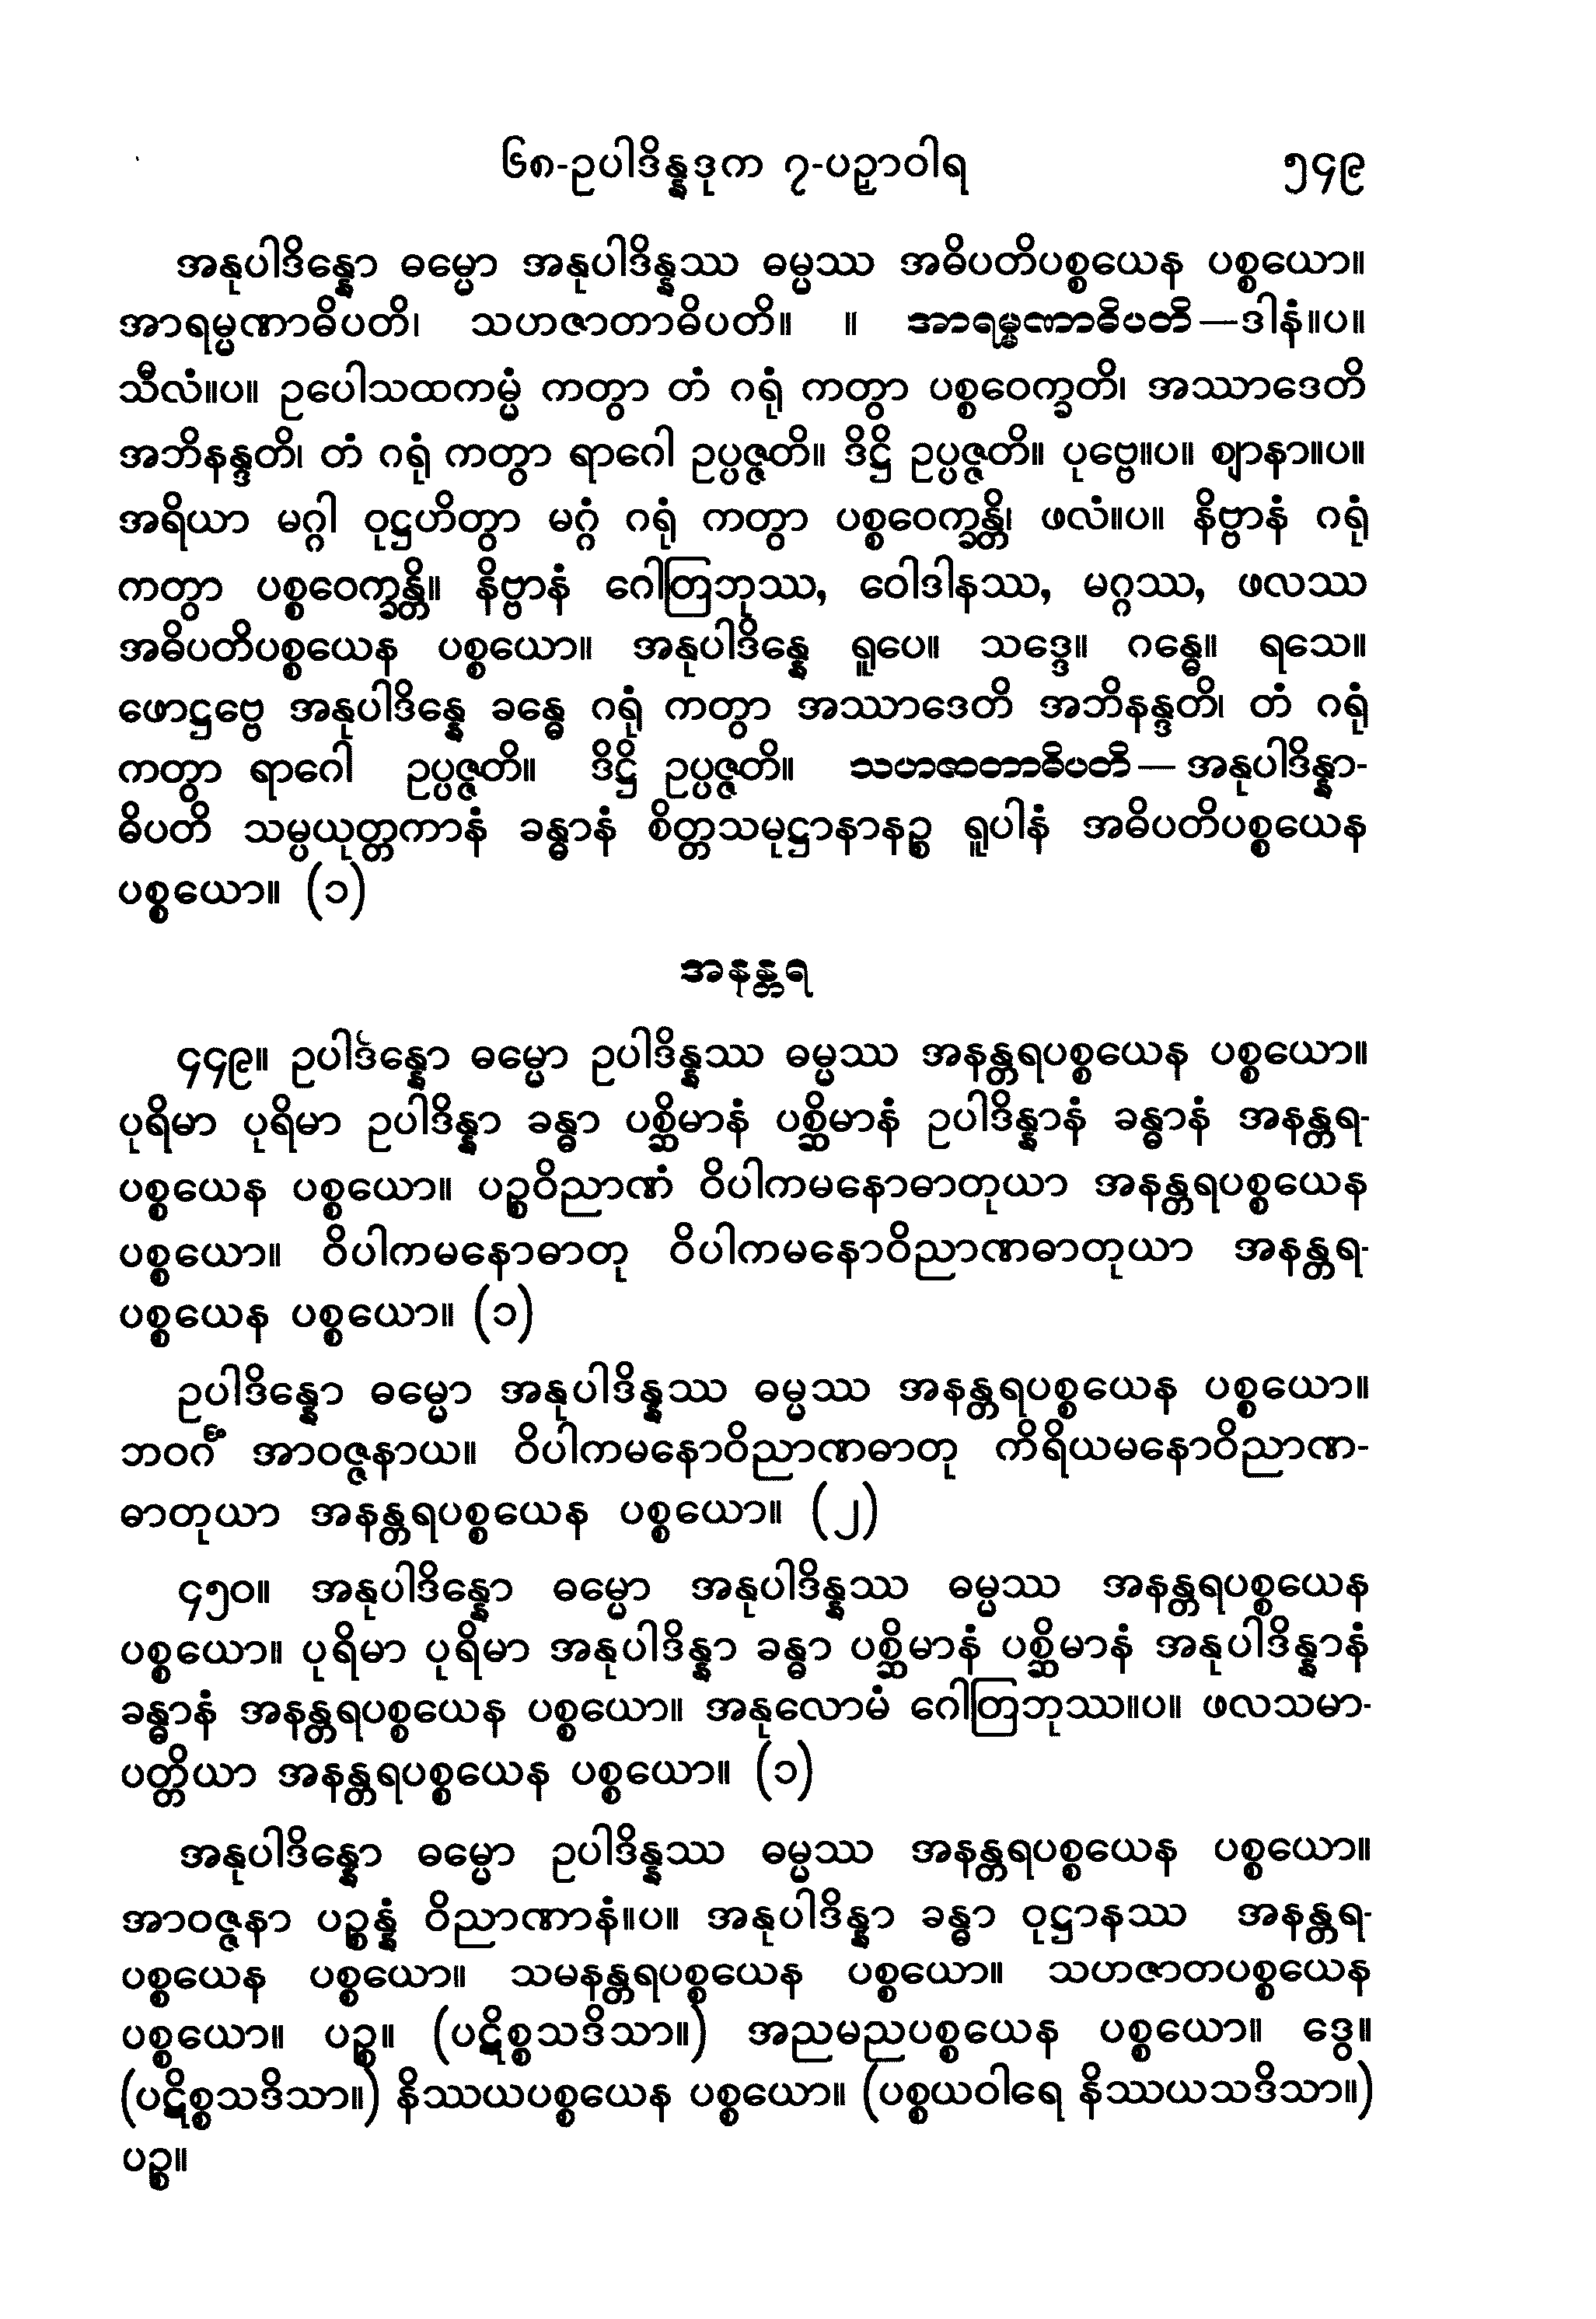 ၆၈-ဥပါဒိန္နဒုက ၇-ပဉှာဝါရ ၅၄၉
အနုပါဒိန္နော ဓမ္မော အနုပါဒိန္နဿ ဓမ္မဿ အဓိပတိပစ္စယေန ပစ္စယော။
အာရမ္မဏာဓိပတိ၊ သဟဇာတာဓိပတိ။ ။ အာရမ္မဏာဓိပတိ—ဒါနံ။ပ။
သီလံ။ပ။ ဥပေါသထကမ္မံ ကတွာ တံ ဂရုံ ကတွာ ပစ္စဝေက္ခတိ၊ အဿာဒေတိ
အဘိနန္ဒတိ၊ တံ ဂရုံ ကတွာ ရာဂေါ ဥပ္ပဇ္ဇတိ။ ဒိဋ္ဌိ ဥပ္ပဇ္ဇတိ။ ပုဗ္ဗေ။ပ။ ဈာနာ။ပ။
အရိယာ မဂ္ဂါ ဝုဋ္ဌဟိတွာ မဂ္ဂံ ဂရုံ ကတွာ ပစ္စဝေက္ခန္တိ၊ ဖလံ။ပ။ နိဗ္ဗာနံ ဂရုံ
ကတွာ ပစ္စဝေက္ခန္တိ။ နိဗ္ဗာနံ ဂေါတြဘုဿ, ဝေါဒါနဿ, မဂ္ဂဿ, ဖလဿ
အဓိပတိပစ္စယေန ပစ္စယော။ အနုပါဒိန္နေ ရူပေ။ သဒ္ဒေ။ ဂန္ဓေ။ ရသေ။
ဖောဋ္ဌဗ္ဗေ အနုပါဒိန္နေ ခန္ဓေ ဂရုံ ကတွာ အဿာဒေတိ အဘိနန္ဒတိ၊ တံ ဂရုံ
ကတွာ ရာဂေါ ဥပ္ပဇ္ဇတိ။ ဒိဋ္ဌိ ဥပ္ပဇ္ဇတိ။ သဟဇာတာဓိပတိ— အနုပါဒိန္နာ-
ဓိပတိ သမ္ပယုတ္တကာနံ ခန္ဓာနံ စိတ္တသမုဋ္ဌာနာနဉ္စ ရူပါနံ အဓိပတိပစ္စယေန
ပစ္စယော။ (၁)
အနန္တရ
၄၄၉။ ဥပါဒိန္နော ဓမ္မော ဥပါဒိန္နဿ ဓမ္မဿ အနန္တရပစ္စယေန ပစ္စယော။
ပုရိမာ ပုရိမာ ဥပါဒိန္နာ ခန္ဓာ ပစ္ဆိမာနံ ပစ္ဆိမာနံ ဥပါဒိန္နာနံ ခန္ဓာနံ အနန္တရ-
ပစ္စယေန ပစ္စယော။ ပဉ္စဝိညာဏံ ဝိပါကမနောဓာတုယာ အနန္တရပစ္စယေန
ပစ္စယော။ ဝိပါကမနောဓာတု ဝိပါကမနောဝိညာဏဓာတုယာ အနန္တရ-
ပစ္စယေန ပစ္စယော။ (၁)
ဥပါဒိန္နော ဓမ္မော အနုပါဒိန္နဿ ဓမ္မဿ အနန္တရပစ္စယေန ပစ္စယော။
ဘဝင်္ဂံ အာဝဇ္ဇနာယ။ ဝိပါကမနောဝိညာဏဓာတု ကိရိယမနောဝိညာဏ-
ဓာတုယာ အနန္တရပစ္စယေန ပစ္စယော။ (၂)
၄၅၀။ အနုပါဒိန္နော ဓမ္မော အနုပါဒိန္နဿ ဓမ္မဿ အနန္တရပစ္စယေန
ပစ္စယော။ ပုရိမာ ပုရိမာ အနုပါဒိန္နာ ခန္ဓာ ပစ္ဆိမာနံ ပစ္ဆိမာနံ အနုပါဒိန္နာနံ
ခန္ဓာနံ အနန္တရပစ္စယေန ပစ္စယော။ အနုလောမံ ဂေါတြဘုဿ။ပ။ ဖလသမာ-
ပတ္တိယာ အနန္တရပစ္စယေန ပစ္စယော။ (၁)
အနုပါဒိန္နော ဓမ္မော ဥပါဒိန္နဿ ဓမ္မဿ အနန္တရပစ္စယေန ပစ္စယော။
အာဝဇ္ဇနာ ပဉ္စန္နံ ဝိညာဏာနံ။ပ။ အနုပါဒိန္နာ ခန္ဓာ ဝုဋ္ဌာနဿ အနန္တရ-
ပစ္စယေန ပစ္စယော။ သမနန္တရပစ္စယေန ပစ္စယော။ သဟဇာတပစ္စယေန
ပစ္စယော။ ပဉ္စ။ (ပဋိစ္စသဒိသာ။) အညမညပစ္စယေန ပစ္စယော။ ဒွေ။
(ပဋိစ္စသဒိသာ။) နိဿယပစ္စယေန ပစ္စယော။ (ပစ္စယဝါရေ နိဿယသဒိသာ။)
ပဉ္စ။